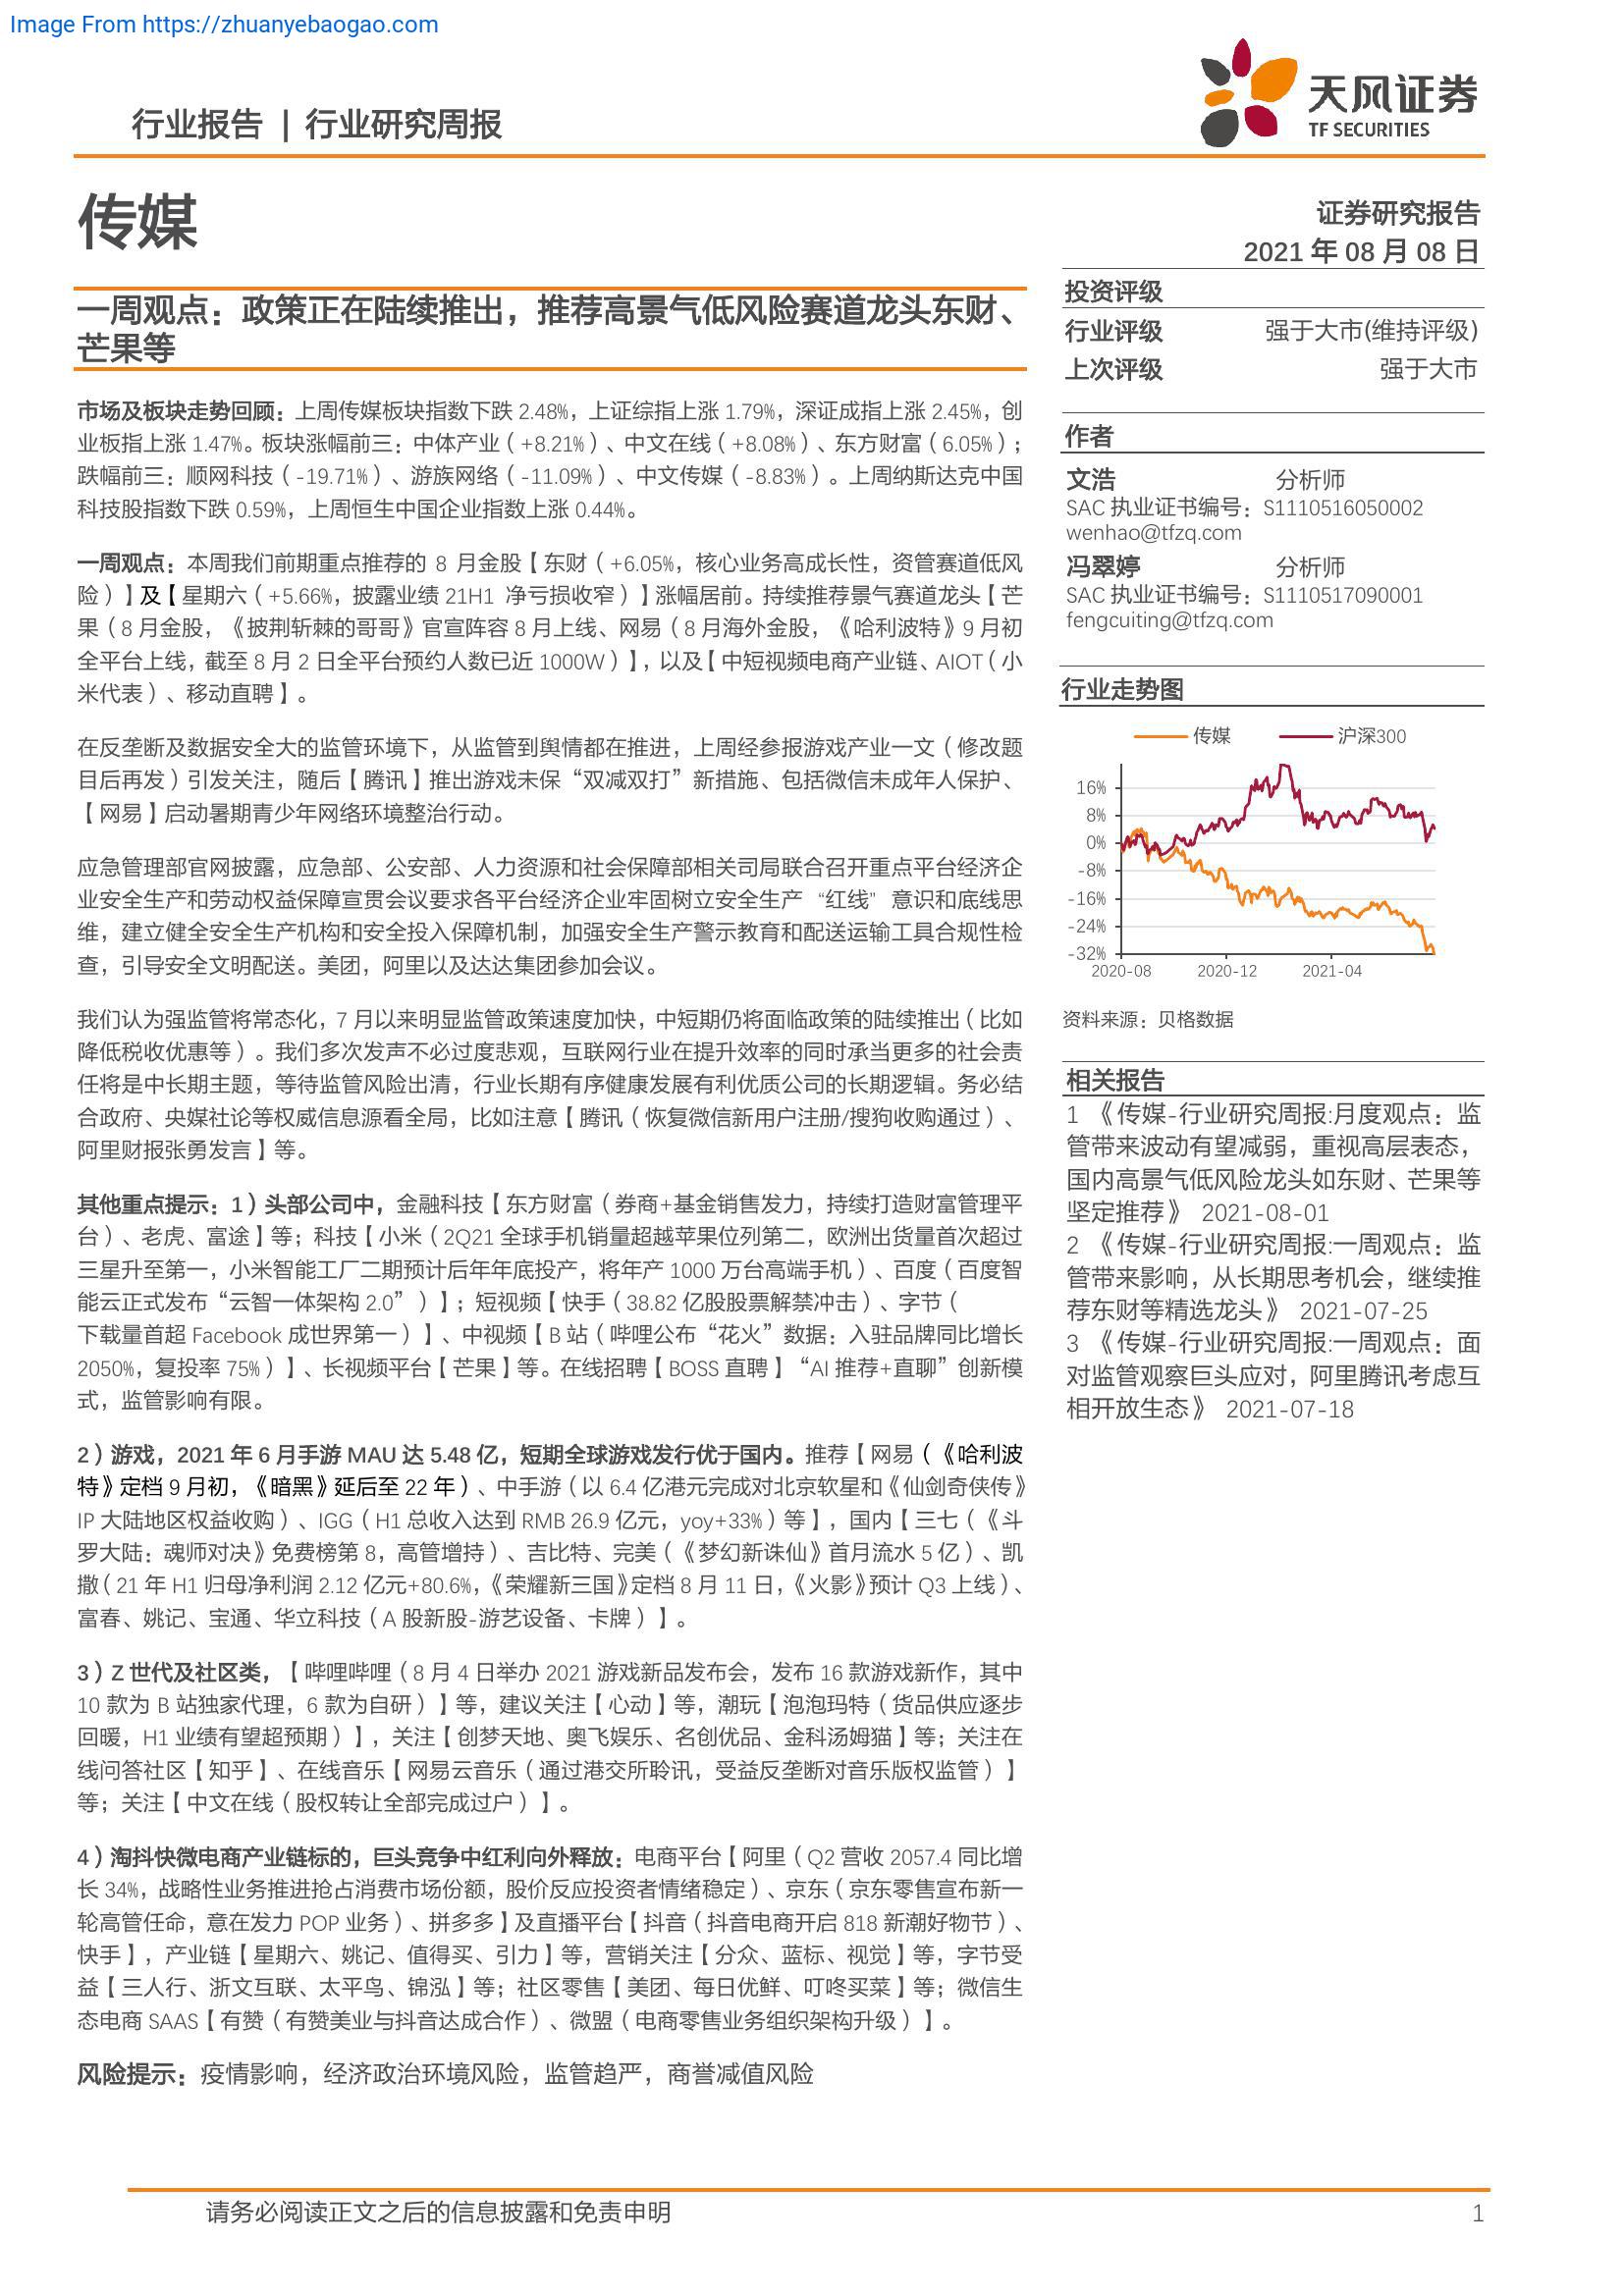 Image From https://zhuanyebaogao.com
行业报告 | 行业研究周报
天风证券
TF SECURITIES
传媒
证券研究报告
2021 年 08 月 08 日
一周观点：政策正在陆续推出，推荐高景气低风险赛道龙头东财、
芒果等
市场及板块走势回顾：上周传媒板块指数下跌 2.48%，上证综指上涨 1.79%，深证成指上涨 2.45%，创
业板指上涨 1.47%。板块涨幅前三：中体产业（+8.21%）、中文在线（+8.08%）、东方财富（6.05%）；
跌幅前三：顺网科技（-19.71%）、游族网络（-11.09%）、中文传媒（-8.83%）。上周纳斯达克中国
科技股指数下跌 0.59%，上周恒生中国企业指数上涨 0.44%。
一周观点：本周我们前期重点推荐的 8 月金股【东财（+6.05%，核心业务高成长性，资管赛道低风
险）】及【星期六（+5.66%，披露业绩 21H1 净亏损收窄）】涨幅居前。持续推荐景气赛道龙头【芒
果（8 月金股，《披荆斩棘的哥哥》官宣阵容 8 月上线、网易（8 月海外金股，《哈利波特》9 月初
全平台上线，截至 8 月 2 日全平台预约人数已近 1000W）】，以及【中短视频电商产业链、AIOT（小
米代表）、移动直聘】。
在反垄断及数据安全大的监管环境下，从监管到舆情都在推进，上周经参报游戏产业一文（修改题
目后再发）引发关注，随后【腾讯】推出游戏未保“双减双打”新措施、包括微信未成年人保护、
【网易】启动暑期青少年网络环境整治行动。
应急管理部官网披露，应急部、公安部、人力资源和社会保障部相关司局联合召开重点平台经济企
业安全生产和劳动权益保障宣贯会议要求各平台经济企业牢固树立安全生产 “红线” 意识和底线思
维，建立健全安全生产机构和安全投入保障机制，加强安全生产警示教育和配送运输工具合规性检
查，引导安全文明配送。美团，阿里以及达达集团参加会议。
我们认为强监管将常态化，7 月以来明显监管政策速度加快，中短期仍将面临政策的陆续推出（比如
降低税收优惠等）。我们多次发声不必过度悲观，互联网行业在提升效率的同时承当更多的社会责
任将是中长期主题，等待监管风险出清，行业长期有序健康发展有利优质公司的长期逻辑。务必结
合政府、央媒社论等权威信息源看全局，比如注意【腾讯（恢复微信新用户注册/搜狗收购通过）、
阿里财报张勇发言】等。
其他重点提示：1）头部公司中，金融科技【东方财富（券商+基金销售发力，持续打造财富管理平
台）、老虎、富途】等；科技【小米（2Q21 全球手机销量超越苹果位列第二，欧洲出货量首次超过
三星升至第一，小米智能工厂二期预计后年年底投产，将年产 1000 万台高端手机）、百度（百度智
能云正式发布“云智一体架构 2.0”）】；短视频【快手（38.82 亿股股票解禁冲击）、字节（
下载量首超 Facebook 成世界第一）】、中视频【B 站（哔哩公布“花火”数据：入驻品牌同比增长
2050%，复投率 75%）】、长视频平台【芒果】等。在线招聘【BOSS 直聘】“AI 推荐+直聊”创新模
式，监管影响有限。
2）游戏，2021 年 6 月手游 MAU 达 5.48 亿，短期全球游戏发行优于国内。推荐【网易（《哈利波
特》定档 9 月初，《暗黑》延后至 22 年）、中手游（以 6.4 亿港元完成对北京软星和《仙剑奇侠传》
IP 大陆地区权益收购）、IGG（H1 总收入达到 RMB 26.9 亿元，yoy+33%）等】，国内【三七（《斗
罗大陆：魂师对决》免费榜第 8，高管增持）、吉比特、完美（《梦幻新诛仙》首月流水 5 亿）、凯
撒（21 年 H1 归母净利润 2.12 亿元+80.6%，《荣耀新三国》定档 8 月 11 日，《火影》预计 Q3 上线）、
富春、姚记、宝通、华立科技（A 股新股-游艺设备、卡牌）】。
3）Z 世代及社区类，【哔哩哔哩（8 月 4 日举办 2021 游戏新品发布会，发布 16 款游戏新作，其中
10 款为 B 站独家代理，6 款为自研）】等，建议关注【心动】等，潮玩【泡泡玛特（货品供应逐步
回暖，H1 业绩有望超预期）】，关注【创梦天地、奥飞娱乐、名创优品、金科汤姆猫】等；关注在
线问答社区【知乎】、在线音乐【网易云音乐（通过港交所聆讯，受益反垄断对音乐版权监管）】
等；关注【中文在线（股权转让全部完成过户）】。
4）淘抖快微电商产业链标的，巨头竞争中红利向外释放：电商平台【阿里（Q2 营收 2057.4 同比增
长 34%，战略性业务推进抢占消费市场份额，股价反应投资者情绪稳定）、京东（京东零售宣布新一
轮高管任命，意在发力 POP 业务）、拼多多】及直播平台【抖音（抖音电商开启 818 新潮好物节）、
快手】，产业链【星期六、姚记、值得买、引力】等，营销关注【分众、蓝标、视觉】等，字节受
益【三人行、浙文互联、太平鸟、锦泓】等；社区零售【美团、每日优鲜、叮咚买菜】等；微信生
态电商 SAAS【有赞（有赞美业与抖音达成合作）、微盟（电商零售业务组织架构升级）】。
风险提示：疫情影响，经济政治环境风险，监管趋严，商誉减值风险
投资评级
行业评级 强于大市(维持评级)
上次评级 强于大市
作者
文浩 分析师
SAC 执业证书编号：S1110516050002
wenhao@tfzq.com
冯翠婷 分析师
SAC 执业证书编号：S1110517090001
fengcuiting@tfzq.com
行业走势图
传媒 沪深300
16%
8%
0%
-8%
-16%
-24%
-32%
2020-08 2020-12 2021-04
资料来源：贝格数据
相关报告
1 《传媒-行业研究周报:月度观点：监
管带来波动有望减弱，重视高层表态，
国内高景气低风险龙头如东财、芒果等
坚定推荐》 2021-08-01
2 《传媒-行业研究周报:一周观点：监
管带来影响，从长期思考机会，继续推
荐东财等精选龙头》 2021-07-25
3 《传媒-行业研究周报:一周观点：面
对监管观察巨头应对，阿里腾讯考虑互
相开放生态》 2021-07-18
请务必阅读正文之后的信息披露和免责申明 1